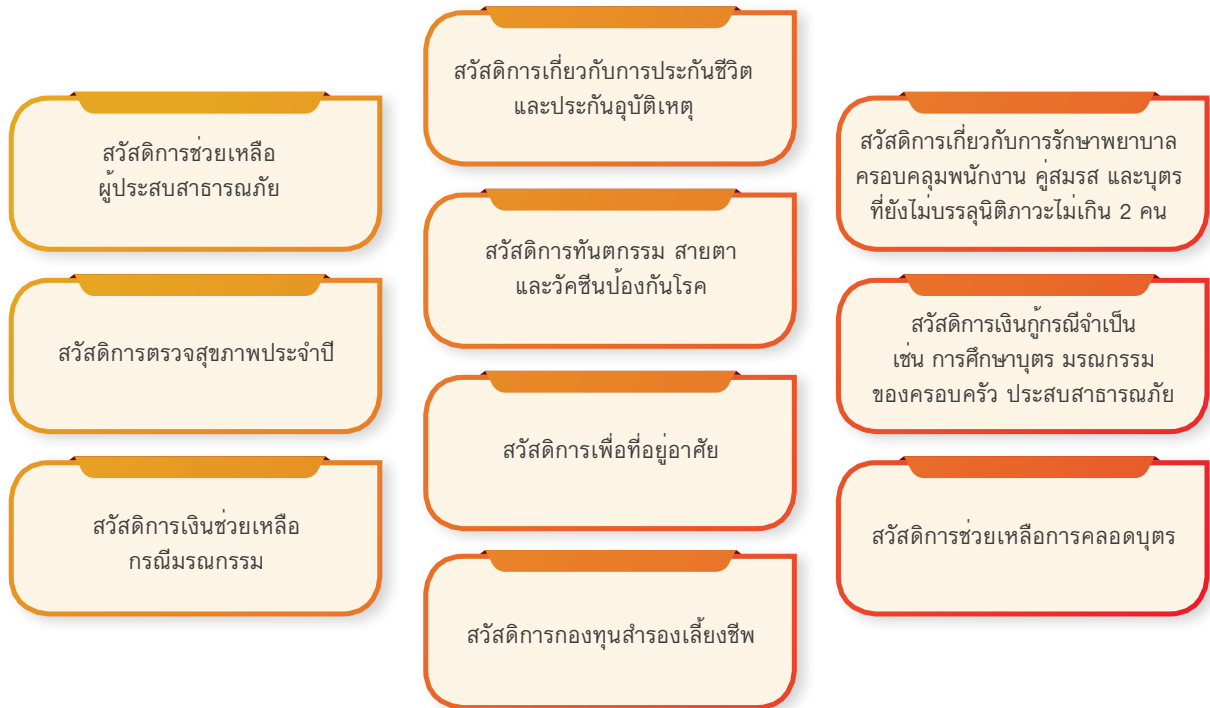 สวัสดิการช่วยเหลือ
ผู้ประสบสาธารณภัย
สวัสดิการตรวจสุขภาพประจำปี
สวัสดิการเงินช่วยเหลือ
กรณีมรณกรรม
สวัสดิการเกี่ยวกับการประกันชีวิต
และประกันอุบัติเหตุ
สวัสดิการทันตกรรม สายตา
และวัคซีนป้องกันโรค
สวัสดิการเพื่อที่อยู่อาศัย
สวัสดิการกองทุนสำรองเลี้ยงชีพ
สวัสดิการเกี่ยวกับการรักษาพยาบาล
ครอบคลุมพนักงาน คู่สมรส และบุตร
ที่ยังไม่บรรลุนิติภาวะไม่เกิน 2 คน
สวัสดิการเงินกู้กรณีจำเป็น
เช่น การศึกษาบุตร มรณกรรม
ของครอบครัว ประสบสาธารณภัย
สวัสดิการช่วยเหลือการคลอดบุตร